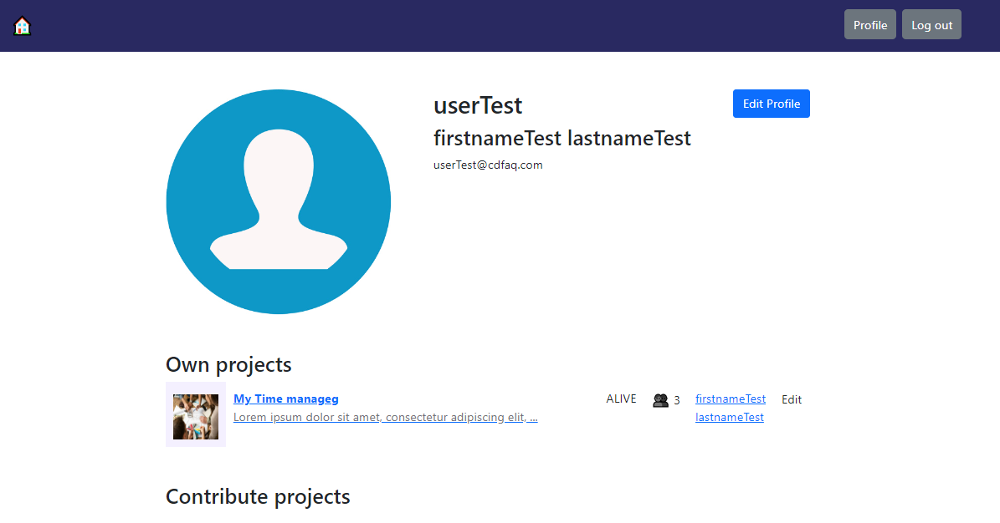 Profile
Log out
userTest
Edit Profile
firstnameTest lastnameTest
userTest@cdfaq.com
Own projects
My Time manageg
Lorem ipsum dolor sit amet, consectetur adipiscing elit, ...
ALIVE
3
firstnameTest
lastnameTest
Edit
Contribute projects